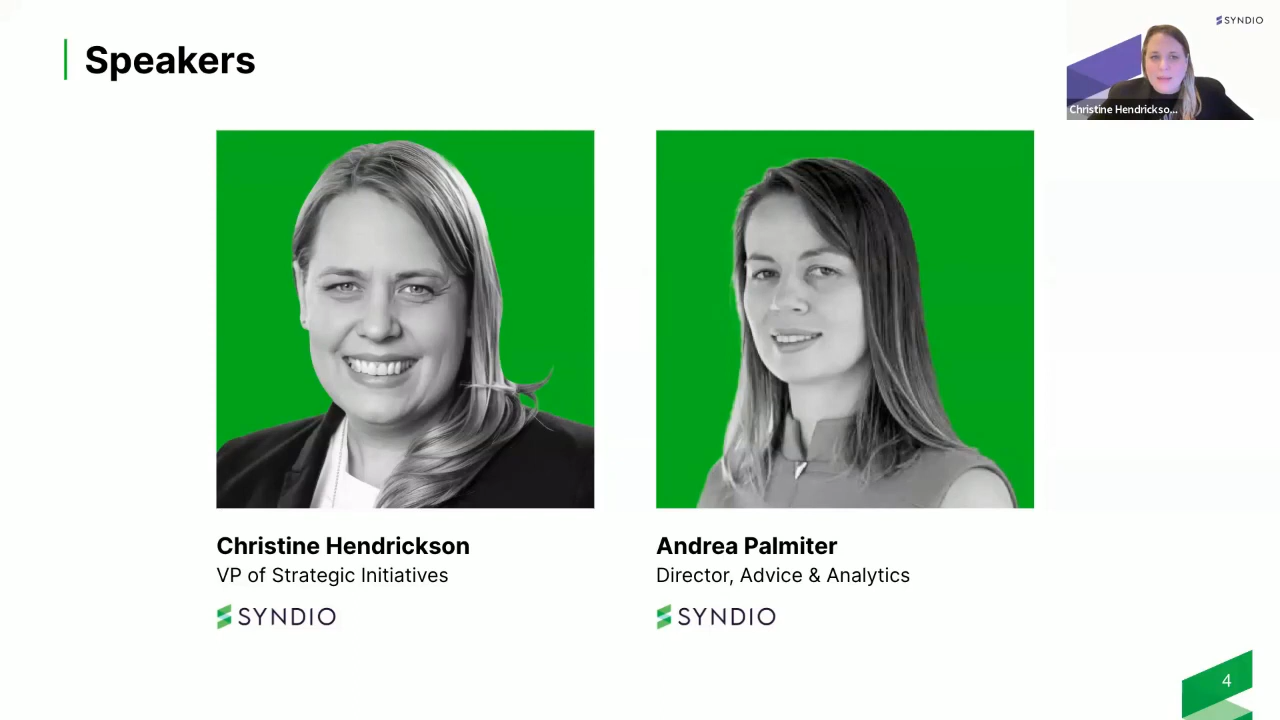 Speakers
SYNDIO
Christine Hendrickso...
Christine Hendrickson
VP of Strategic Initiatives
SYNDIO
Andrea Palmiter
Director, Advice & Analytics
SYNDIO
4